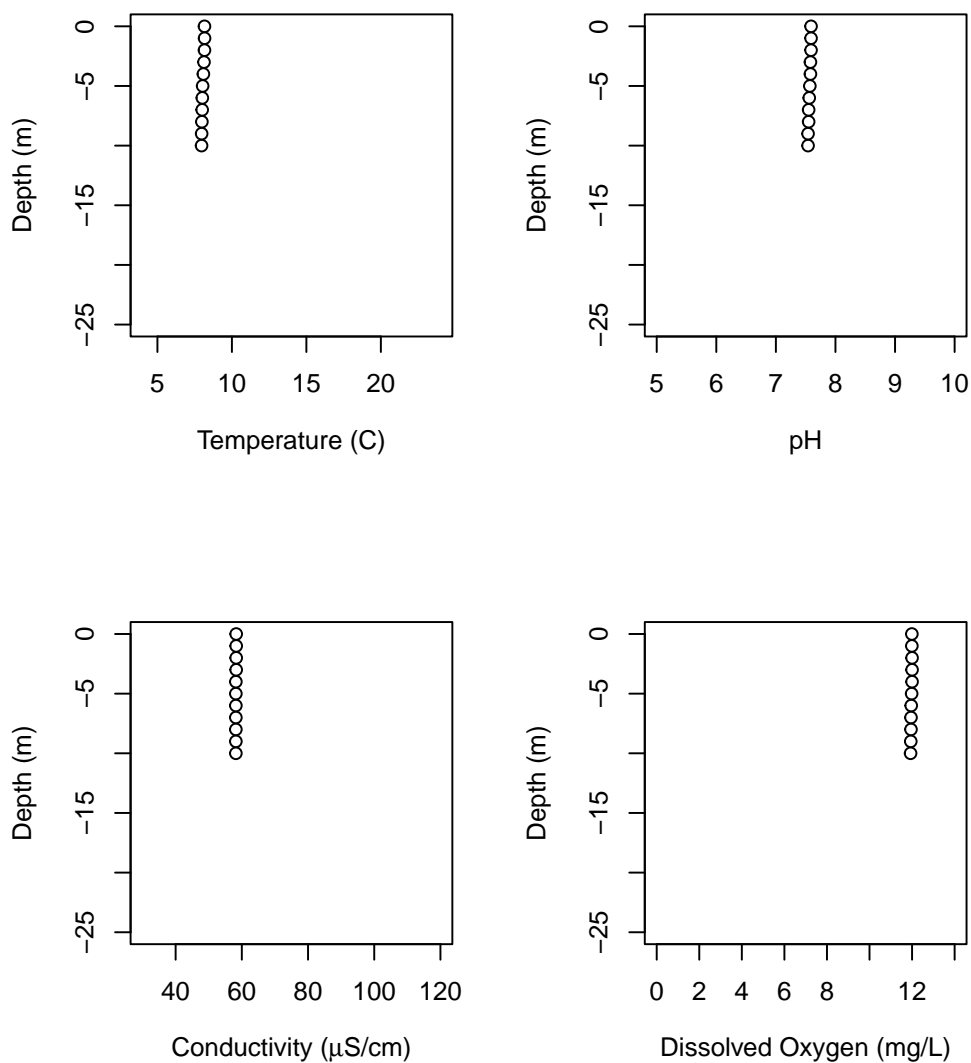 0
−5
−15
−25
Depth (m)
5 10 15 20
Temperature (C)
0
−5
−15
−25
Depth (m)
5 6 7 8 9 10
pH
0
−5
−15
−25
Depth (m)
40 60 80 100 120
Conductivity (μS/cm)
0
−5
−15
−25
Depth (m)
0 2 4 6 8 12
Dissolved Oxygen (mg/L)